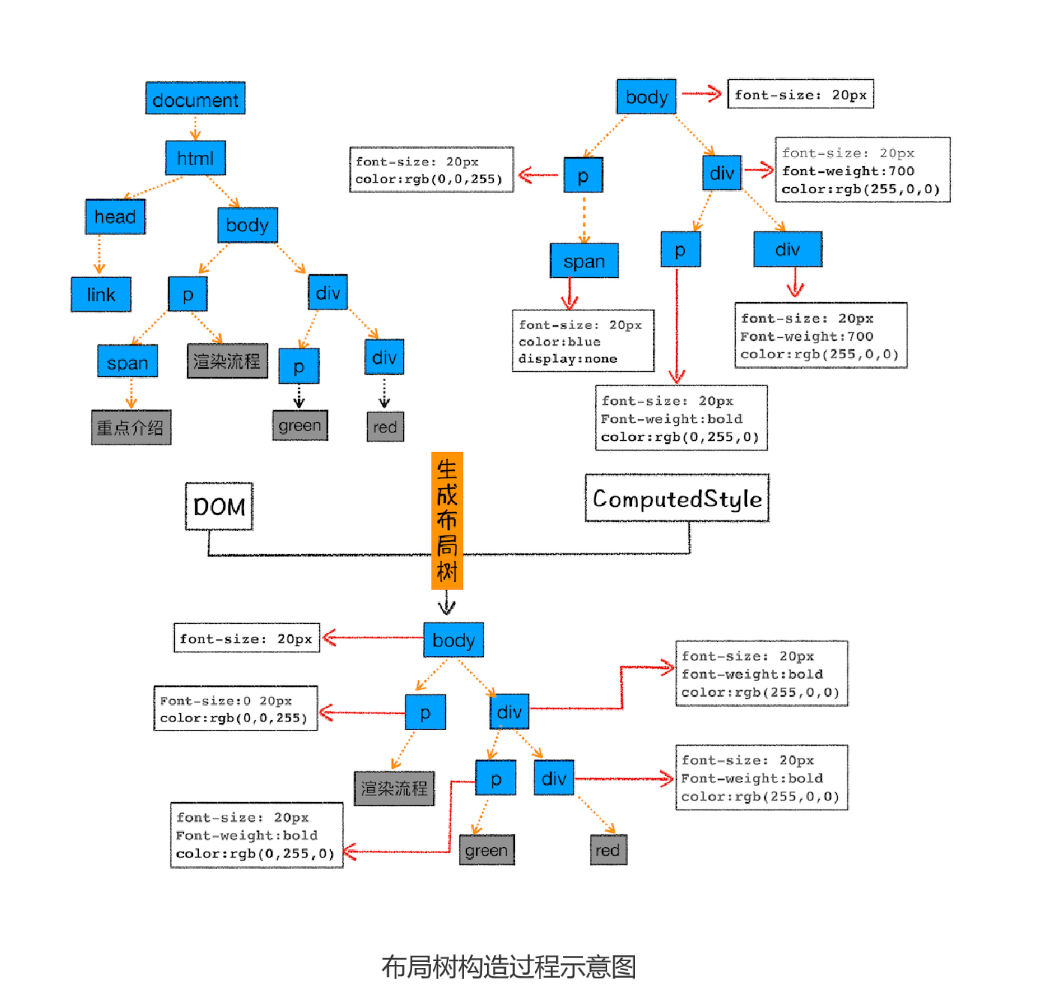 document
html
head
body
link
p
div
span
渲染流程
p
div
重点介绍
green
red
DOM
body
font-size: 20px
font-size: 20px
color:rgb(0,0,255)
p
div
font-size: 20px
font-weight:700
color:rgb(255,0,0)
span
p
div
font-size: 20px
color:blue
display:none
font-size: 20px
Font-weight:700
color:rgb(255,0,0)
font-size: 20px
Font-weight:bold
color:rgb(0,255,0)
ComputedStyle
生成布局树
body
font-size: 20px
font-size: 20px
font-weight:bold
color:rgb(255,0,0)
Font-size:0 20px
color:rgb(0,0,255)
p
div
渲染流程
p
div
font-size: 20px
Font-weight:bold
color:rgb(255,0,0)
font-size: 20px
Font-weight:bold
color:rgb(0,255,0)
green
red
布局树构造过程示意图